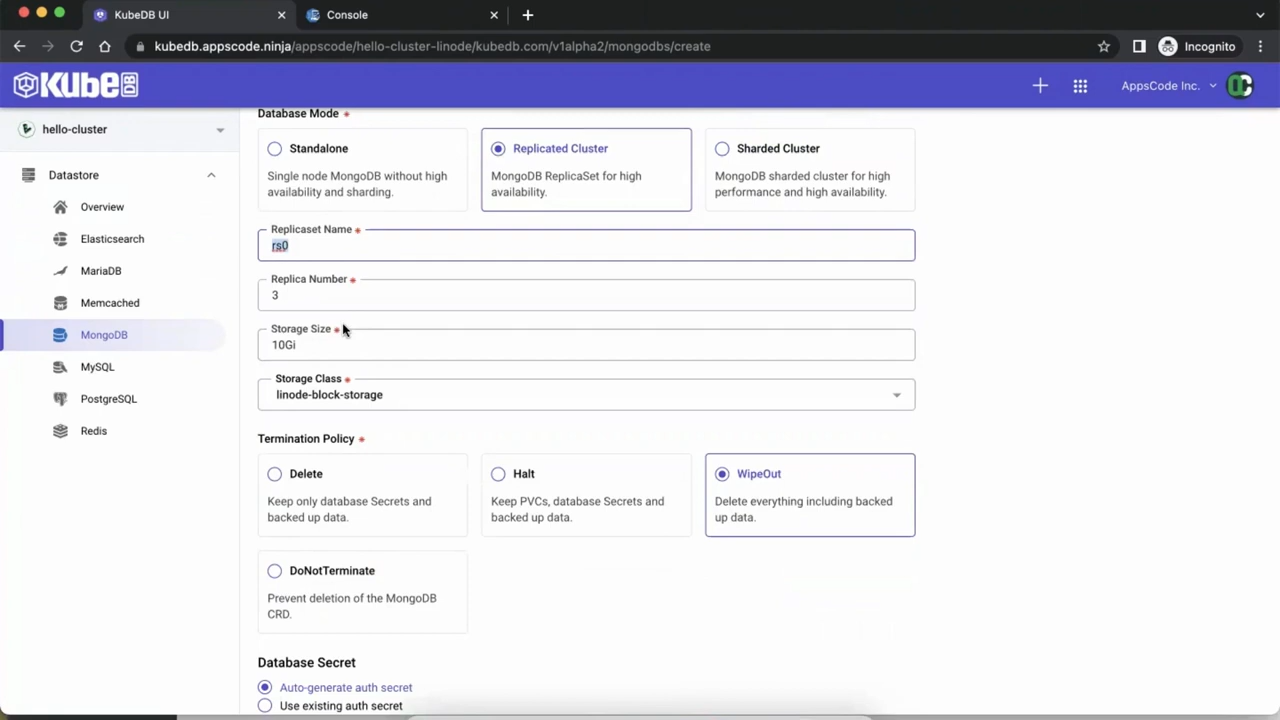 KubeDB UI
Console
kubedb.appscode.ninja/appscode/hello-cluster-linode/kubedb.com/v1alpha2/mongodbs/create
Incognito
KubeDB
AppsCode Inc.
hello-cluster
Datastore
Overview
Elasticsearch
MariaDB
Memcached
MongoDB
MySQL
PostgreSQL
Redis
Database Mode *
Standalone
Single node MongoDB without high
availability and sharding.
Replicated Cluster
MongoDB ReplicaSet for high
availability.
Sharded Cluster
MongoDB sharded cluster for high
performance and high availability.
Replicaset Name *
rs0
Replica Number *
3
Storage Size *
10Gi
Storage Class *
linode-block-storage
Termination Policy *
Delete
Keep only database Secrets and
backed up data.
Halt
Keep PVCs, database Secrets and
backed up data.
WipeOut
Delete everything including backed
up data.
DoNotTerminate
Prevent deletion of the MongoDB
CRD.
Database Secret
Auto-generate auth secret
Use existing auth secret